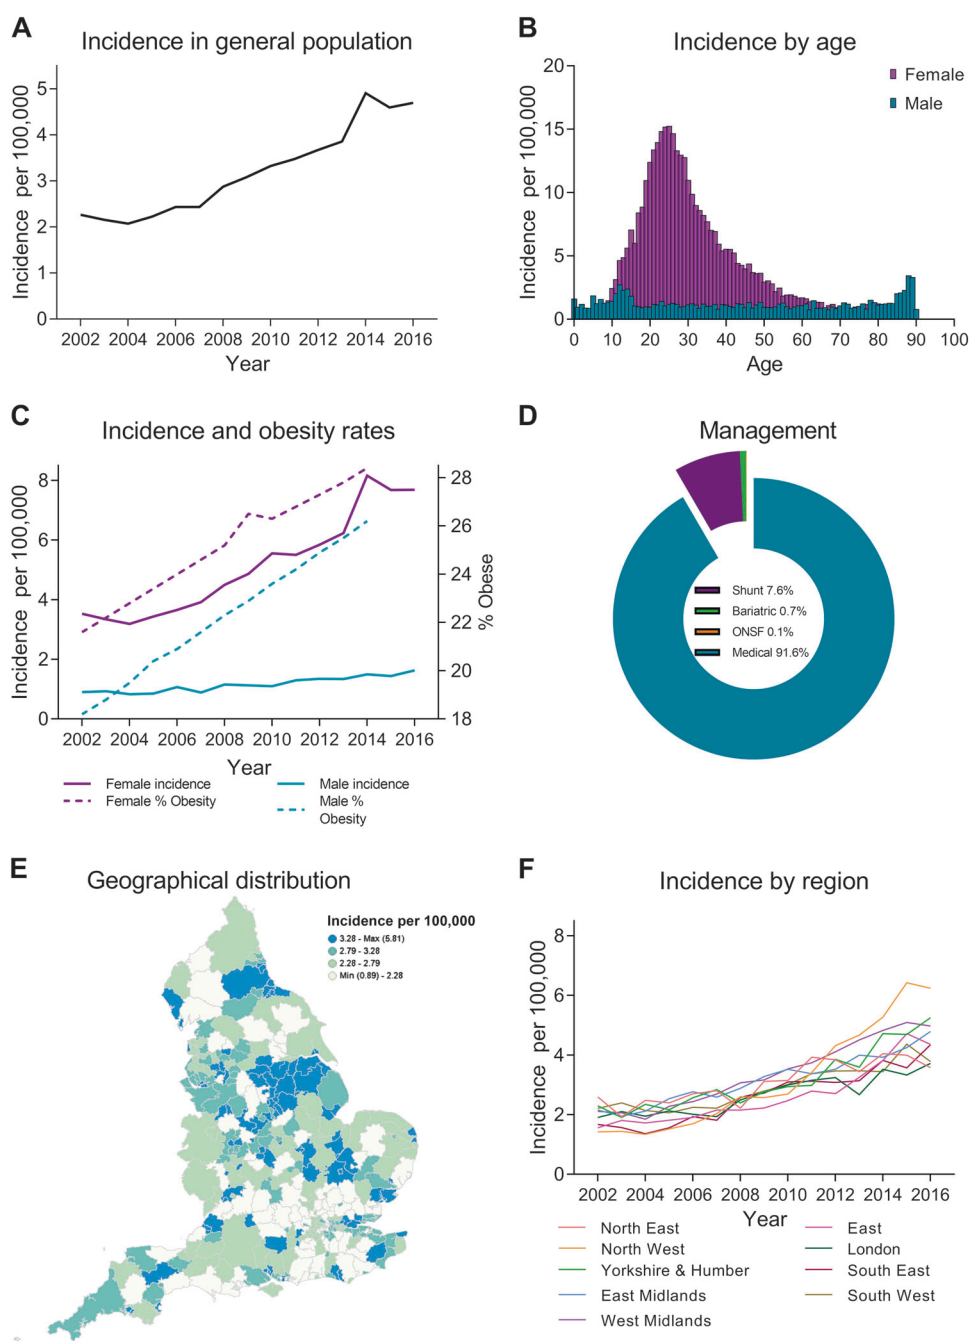 A
Incidence in general population
Incidence per 100,000
5
4
3
2
1
0
2002 2004 2006 2008 2010 2012 2014 2016
Year
B
Incidence by age
Incidence per 100,000
20
15
10
5
0
Female
Male
0 10 20 30 40 50 60 70 80 90 100
Age
C
Incidence and obesity rates
Incidence per 100,000
8
6
4
2
0
28
26
24
22
20
18
% Obese
2002 2004 2006 2008 2010 2012 2014 2016
Year
Female incidence
Female % Obesity
Male incidence
Male %
Obesity
D
Management
Shunt 7.6%
Bariatric 0.7%
ONSF 0.1%
Medical 91.6%
E
Geographical distribution
Incidence per 100,000
3.28 - Max (5.81)
2.79 - 3.28
2.28 - 2.79
Min (0.89) - 2.28
F
Incidence by region
Incidence per 100,000
8
6
4
2
0
2002 2004 2006 2008 2010 2012 2014 2016
Year
North East
North West
Yorkshire & Humber
East Midlands
West Midlands
East
London
South East
South West